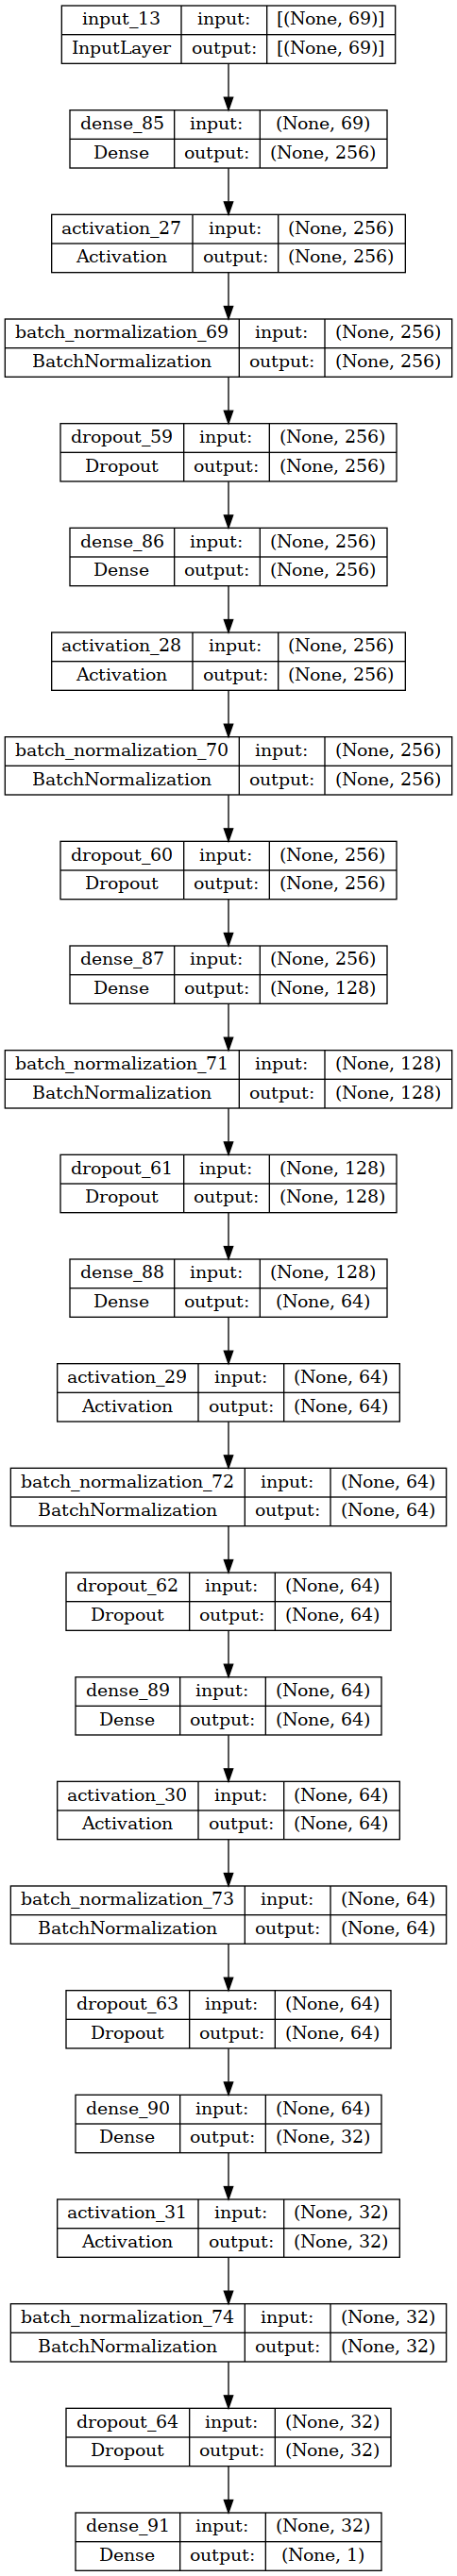 input_13 input: [(None, 69)]
InputLayer output: [(None, 69)]
dense_85 input: (None, 69)
Dense output: (None, 256)
activation_27 input: (None, 256)
Activation output: (None, 256)
batch_normalization_69 input: (None, 256)
BatchNormalization output: (None, 256)
dropout_59 input: (None, 256)
Dropout output: (None, 256)
dense_86 input: (None, 256)
Dense output: (None, 256)
activation_28 input: (None, 256)
Activation output: (None, 256)
batch_normalization_70 input: (None, 256)
BatchNormalization output: (None, 256)
dropout_60 input: (None, 256)
Dropout output: (None, 256)
dense_87 input: (None, 256)
Dense output: (None, 128)
batch_normalization_71 input: (None, 128)
BatchNormalization output: (None, 128)
dropout_61 input: (None, 128)
Dropout output: (None, 128)
dense_88 input: (None, 128)
Dense output: (None, 64)
activation_29 input: (None, 64)
Activation output: (None, 64)
batch_normalization_72 input: (None, 64)
BatchNormalization output: (None, 64)
dropout_62 input: (None, 64)
Dropout output: (None, 64)
dense_89 input: (None, 64)
Dense output: (None, 64)
activation_30 input: (None, 64)
Activation output: (None, 64)
batch_normalization_73 input: (None, 64)
BatchNormalization output: (None, 64)
dropout_63 input: (None, 64)
Dropout output: (None, 64)
dense_90 input: (None, 64)
Dense output: (None, 32)
activation_31 input: (None, 32)
Activation output: (None, 32)
batch_normalization_74 input: (None, 32)
BatchNormalization output: (None, 32)
dropout_64 input: (None, 32)
Dropout output: (None, 32)
dense_91 input: (None, 32)
Dense output: (None, 1)